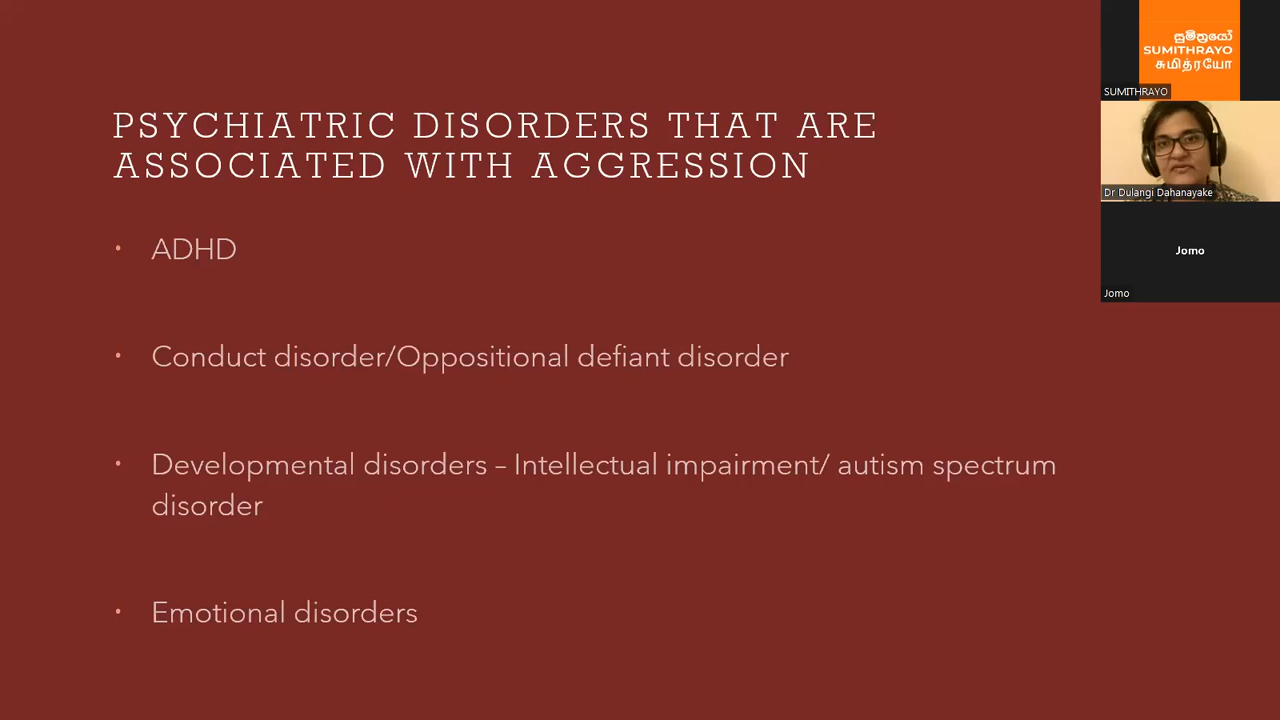 PSYCHIATRIC DISORDERS THAT ARE
ASSOCIATED WITH AGGRESSION
• ADHD
• Conduct disorder/Oppositional defiant disorder
• Developmental disorders – Intellectual impairment/ autism spectrum
disorder
• Emotional disorders
සුමිත්‍රයෝ
SUMITHRAYO
சுமித்ரயோ
SUMITHRAYO
Dr Dulangi Dahanayake
Jomo
Jomo